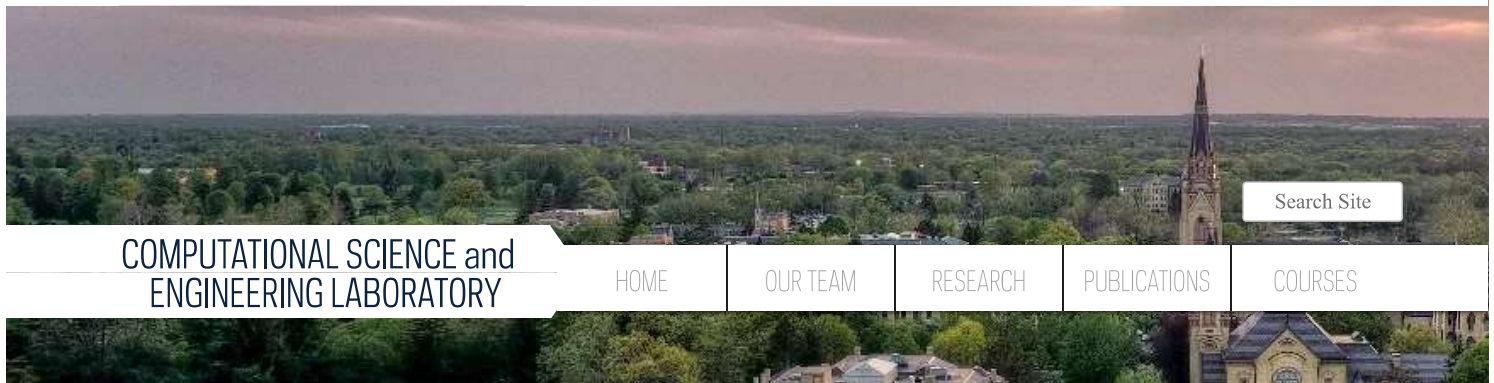 Search Site
COMPUTATIONAL SCIENCE and
ENGINEERING LABORATORY
HOME
OUR TEAM
RESEARCH
PUBLICATIONS
COURSES